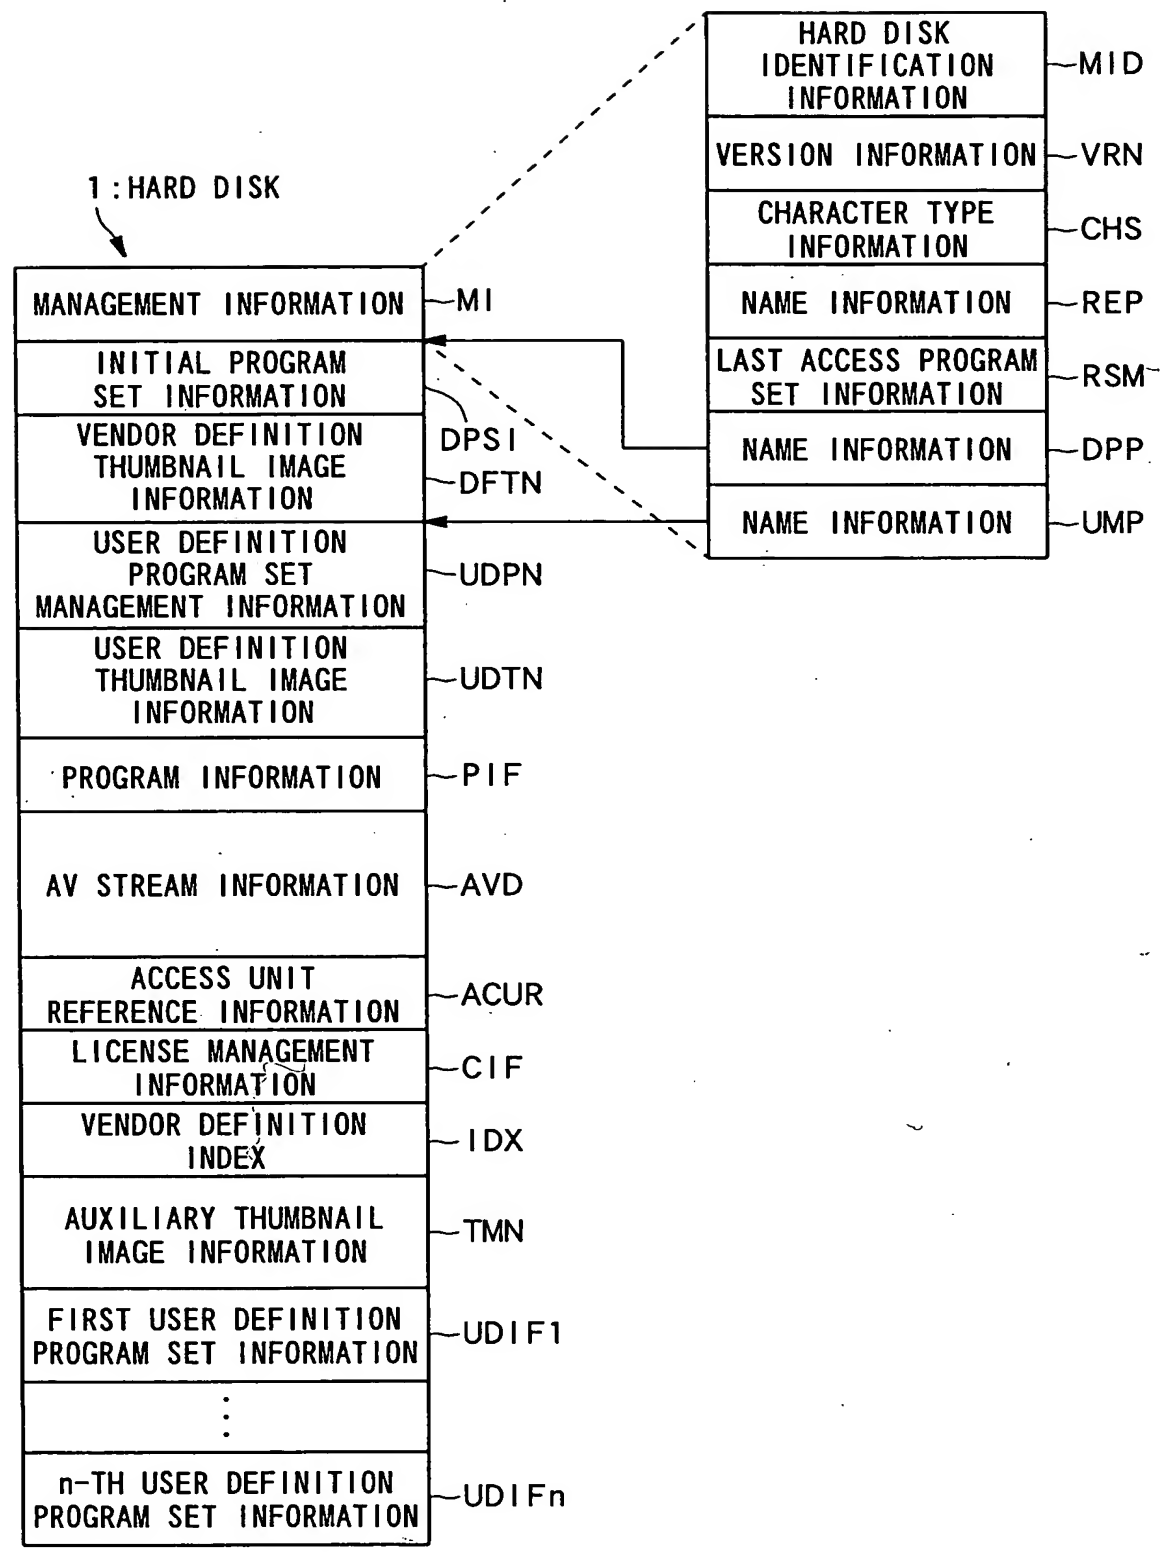 HARD DISK
IDENTIFICATION
INFORMATION
MID
VERSION INFORMATION
VRN
CHARACTER TYPE
INFORMATION
CHS
NAME INFORMATION
REP
LAST ACCESS PROGRAM
SET INFORMATION
RSM
NAME INFORMATION
DPP
NAME INFORMATION
UMP
1:HARD DISK
MANAGEMENT INFORMATION
MI
INITIAL PROGRAM
SET INFORMATION
DPSI
VENDOR DEFINITION
THUMBNAIL IMAGE
INFORMATION
DFTN
USER DEFINITION
PROGRAM SET
MANAGEMENT INFORMATION
UDPN
USER DEFINITION
THUMBNAIL IMAGE
INFORMATION
UDTN
PROGRAM INFORMATION
PIF
AV STREAM INFORMATION
AVD
ACCESS UNIT
REFERENCE INFORMATION
ACUR
LICENSE MANAGEMENT
INFORMATION
CIF
VENDOR DEFINITION
INDEX
IDX
AUXILIARY THUMBNAIL
IMAGE INFORMATION
TMN
FIRST USER DEFINITION
PROGRAM SET INFORMATION
UDIF1
n-TH USER DEFINITION
PROGRAM SET INFORMATION
UDIFn